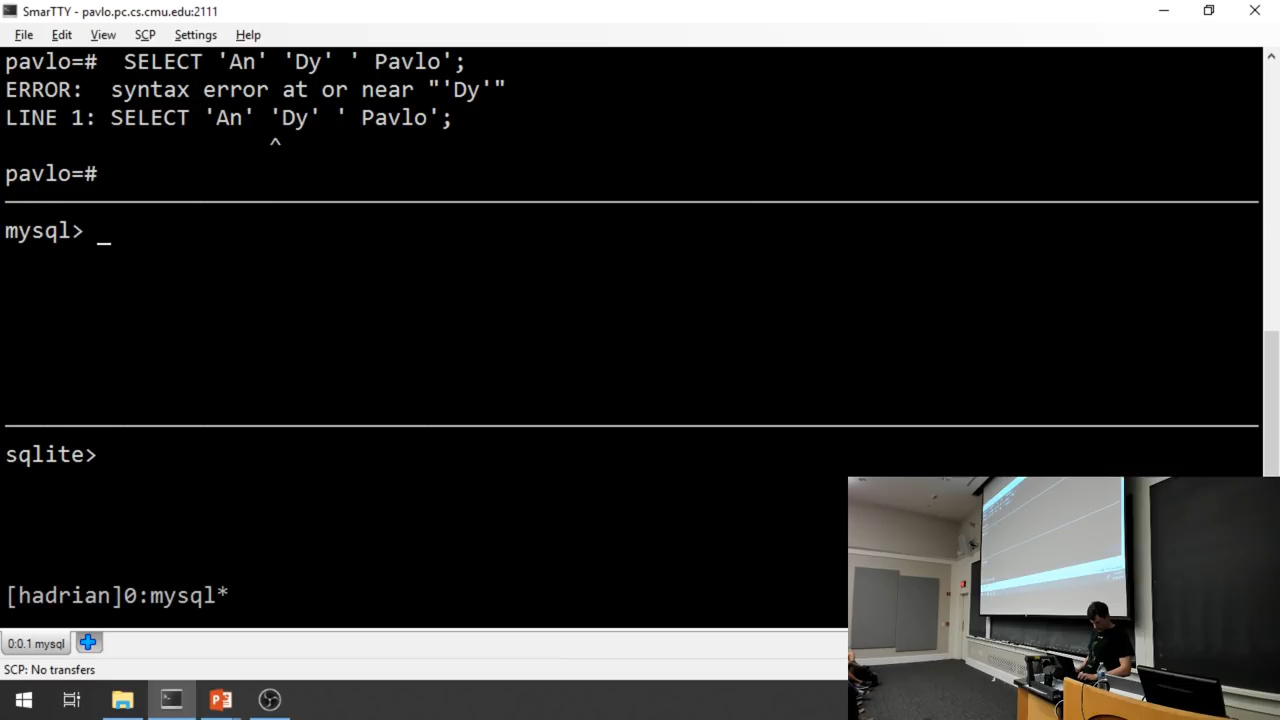 SmarTTY - pavlo.pc.cs.cmu.edu:2111
File Edit View SCP Settings Help
pavlo=#  SELECT 'An' 'Dy' ' Pavlo';
ERROR:  syntax error at or near "'Dy'"
LINE 1: SELECT 'An' 'Dy' ' Pavlo';
^
pavlo=#
mysql> _
sqlite>
[hadrian]0:mysql*
0:0.1 mysql
SCP: No transfers